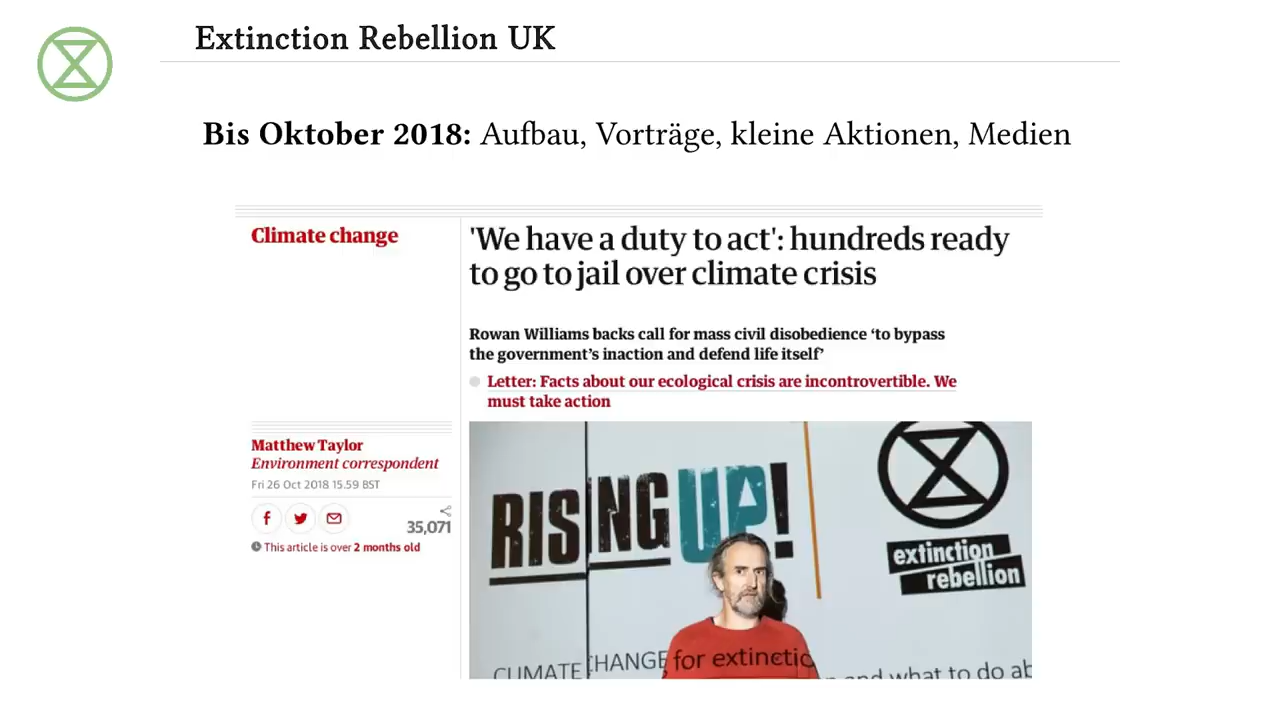 Extinction Rebellion UK
Bis Oktober 2018: Aufbau, Vorträge, kleine Aktionen, Medien
Climate change
'We have a duty to act': hundreds ready
to go to jail over climate crisis
Rowan Williams backs call for mass civil disobedience ‘to bypass
the government’s inaction and defend life itself’
Letter: Facts about our ecological crisis are incontrovertible. We
must take action
Matthew Taylor
Environment correspondent
Fri 26 Oct 2018 15.59 BST
35,071
This article is over 2 months old
RISING UP!
extinction
rebellion
CLIMATE CHANGE for extinctio and what to do ab